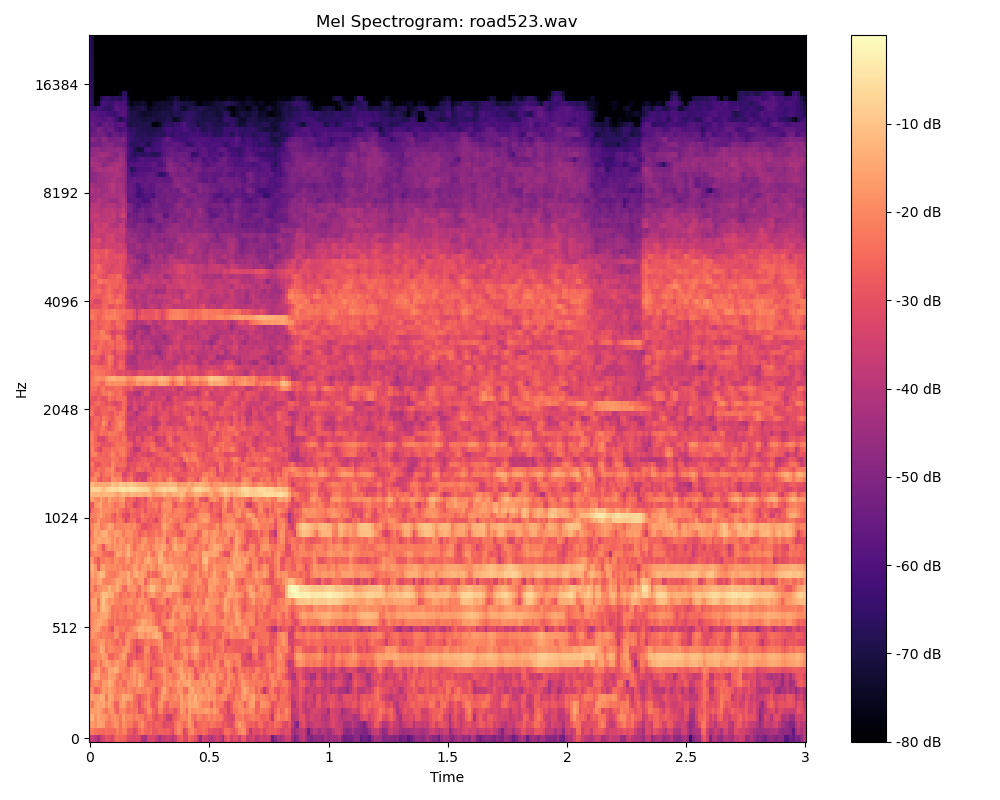 Mel Spectrogram: road523.wav
16384
8192
4096
2048
1024
512
0
Hz
0
0.5
1
1.5
2
2.5
3
Time
-10 dB
-20 dB
-30 dB
-40 dB
-50 dB
-60 dB
-70 dB
-80 dB